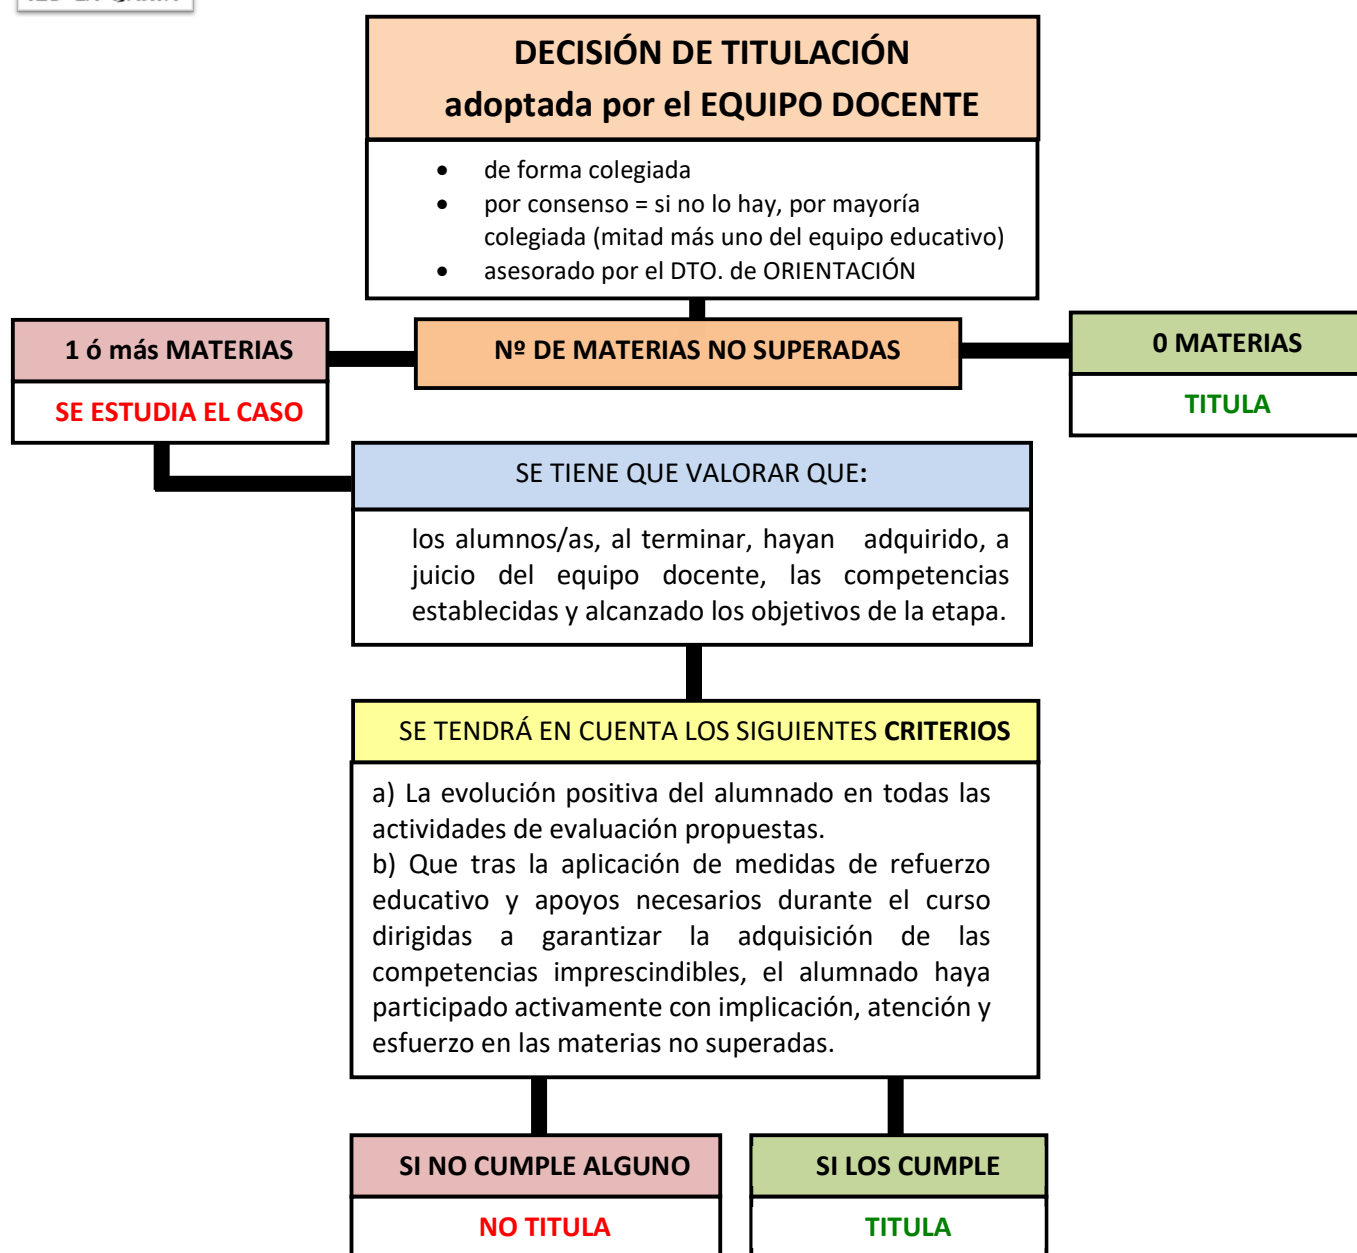 DECISIÓN DE TITULACIÓN
adoptada por el EQUIPO DOCENTE
• de forma colegiada
• por consenso = si no lo hay, por mayoría
colegiada (mitad más uno del equipo educativo)
• asesorado por el DTO. de ORIENTACIÓN
1 ó más MATERIAS
SE ESTUDIA EL CASO
Nº DE MATERIAS NO SUPERADAS
0 MATERIAS
TITULA
SE TIENE QUE VALORAR QUE:
los alumnos/as, al terminar, hayan adquirido, a
juicio del equipo docente, las competencias
establecidas y alcanzado los objetivos de la etapa.
SE TENDRÁ EN CUENTA LOS SIGUIENTES CRITERIOS
a) La evolución positiva del alumnado en todas las
actividades de evaluación propuestas.
b) Que tras la aplicación de medidas de refuerzo
educativo y apoyos necesarios durante el curso
dirigidas a garantizar la adquisición de las
competencias imprescindibles, el alumnado haya
participado activamente con implicación, atención y
esfuerzo en las materias no superadas.
SI NO CUMPLE ALGUNO
NO TITULA
SI LOS CUMPLE
TITULA